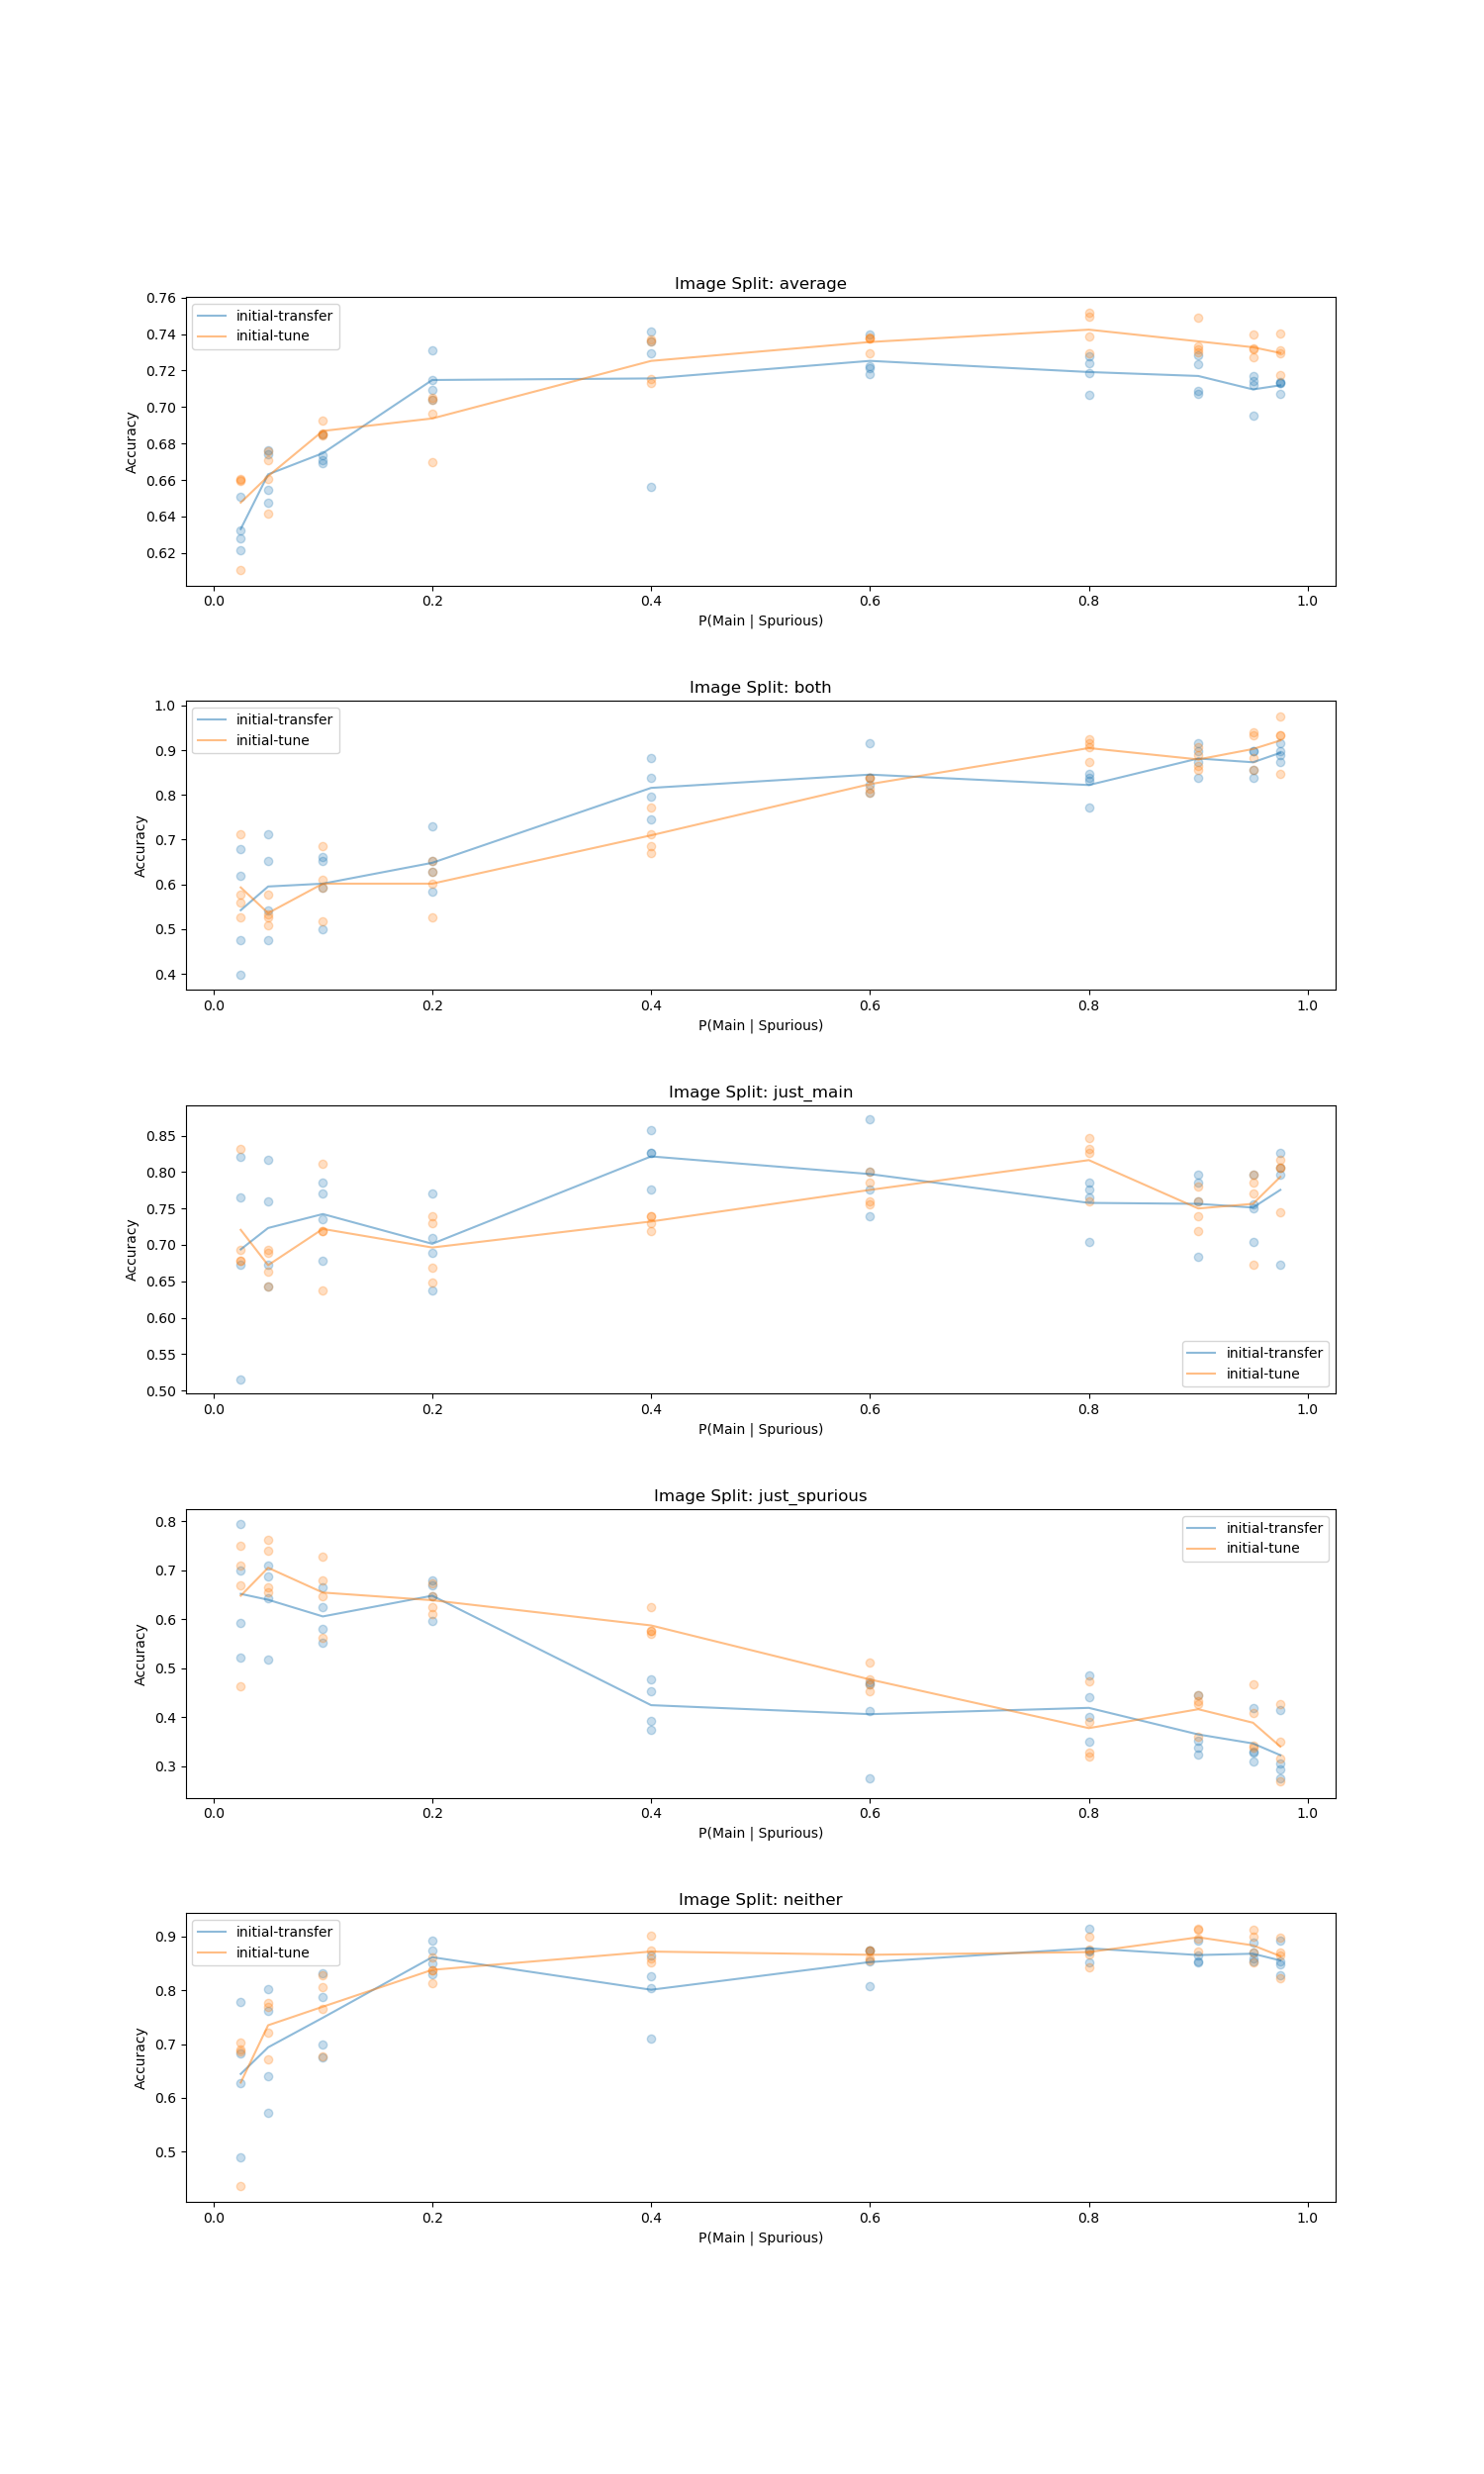 Image Split: average
0.76
0.74
0.72
0.70
0.68
0.66
0.64
0.62
Accuracy
initial-transfer
initial-tune
0.0 0.2 0.4 0.6 0.8 1.0
P(Main | Spurious)
Image Split: both
1.0
0.9
0.8
0.7
0.6
0.5
0.4
Accuracy
initial-transfer
initial-tune
0.0 0.2 0.4 0.6 0.8 1.0
P(Main | Spurious)
Image Split: just_main
0.85
0.80
0.75
0.70
0.65
0.60
0.55
0.50
Accuracy
initial-transfer
initial-tune
0.0 0.2 0.4 0.6 0.8 1.0
P(Main | Spurious)
Image Split: just_spurious
0.8
0.7
0.6
0.5
0.4
0.3
Accuracy
initial-transfer
initial-tune
0.0 0.2 0.4 0.6 0.8 1.0
P(Main | Spurious)
Image Split: neither
0.9
0.8
0.7
0.6
0.5
Accuracy
initial-transfer
initial-tune
0.0 0.2 0.4 0.6 0.8 1.0
P(Main | Spurious)